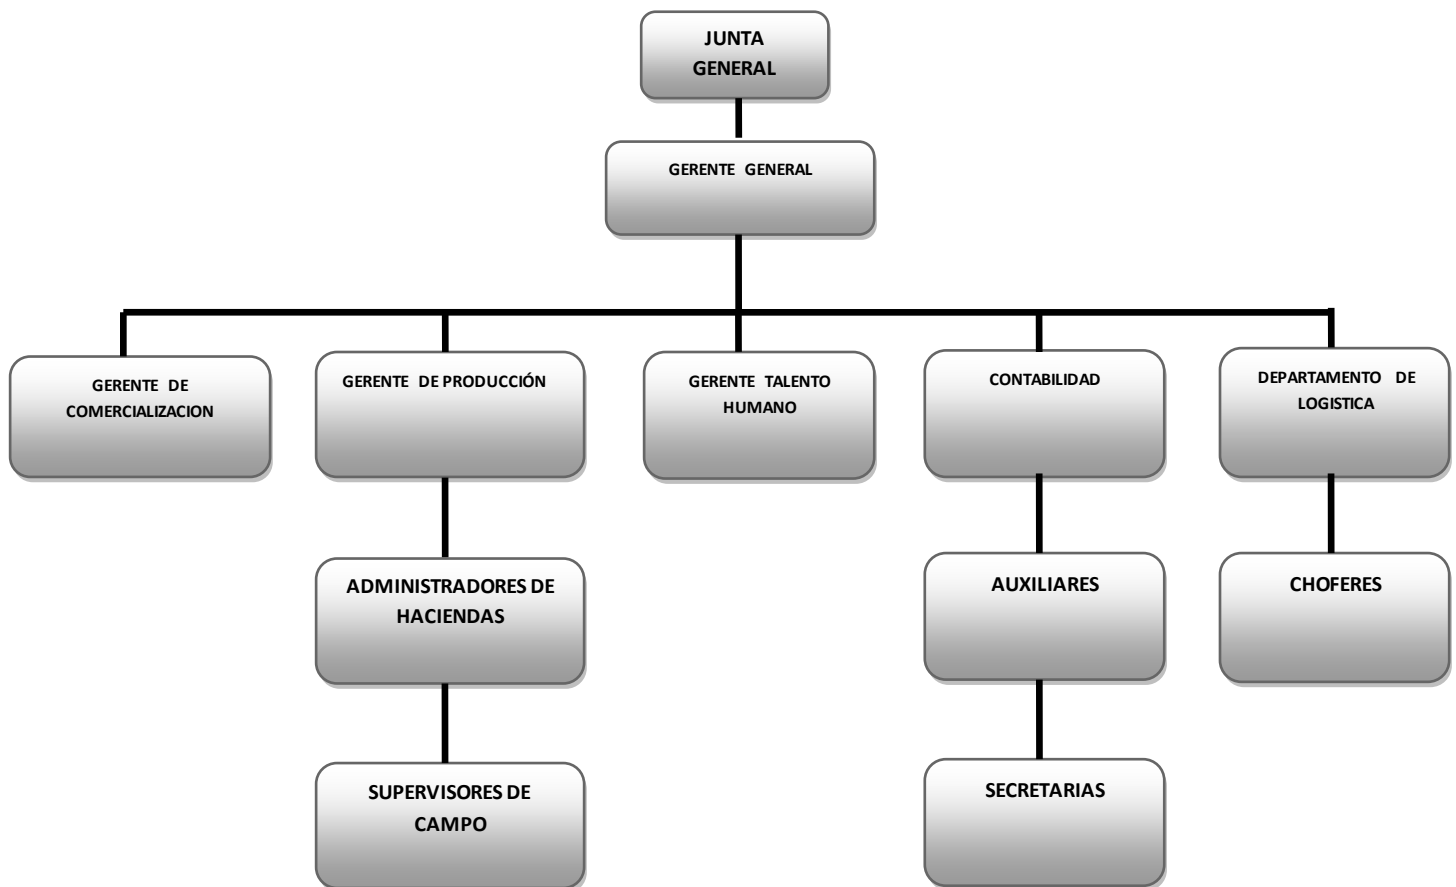 JUNTA
GENERAL
GERENTE GENERAL
GERENTE DE
COMERCIALIZACION
GERENTE DE PRODUCCIÓN
GERENTE TALENTO
HUMANO
CONTABILIDAD
DEPARTAMENTO DE
LOGISTICA
ADMINISTRADORES DE
HACIENDAS
AUXILIARES
CHOFERES
SUPERVISORES DE
CAMPO
SECRETARIAS